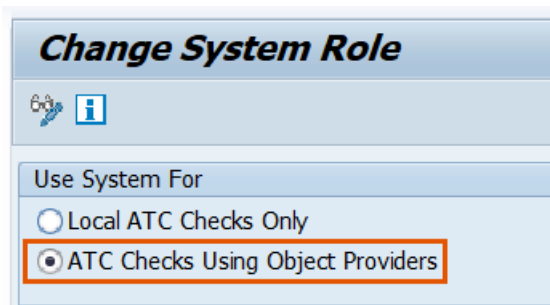 Change System Role
Use System For
Local ATC Checks Only
ATC Checks Using Object Providers